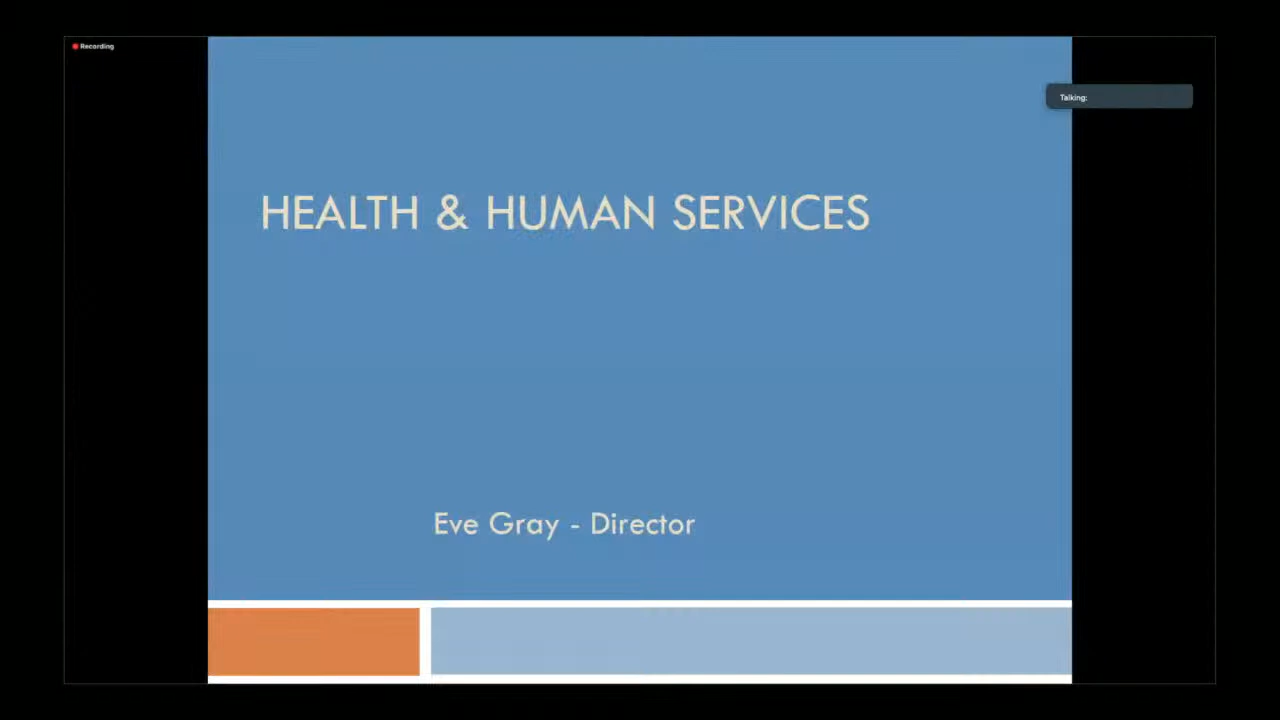 Recording
Talking:
HEALTH & HUMAN SERVICES
Eve Gray - Director